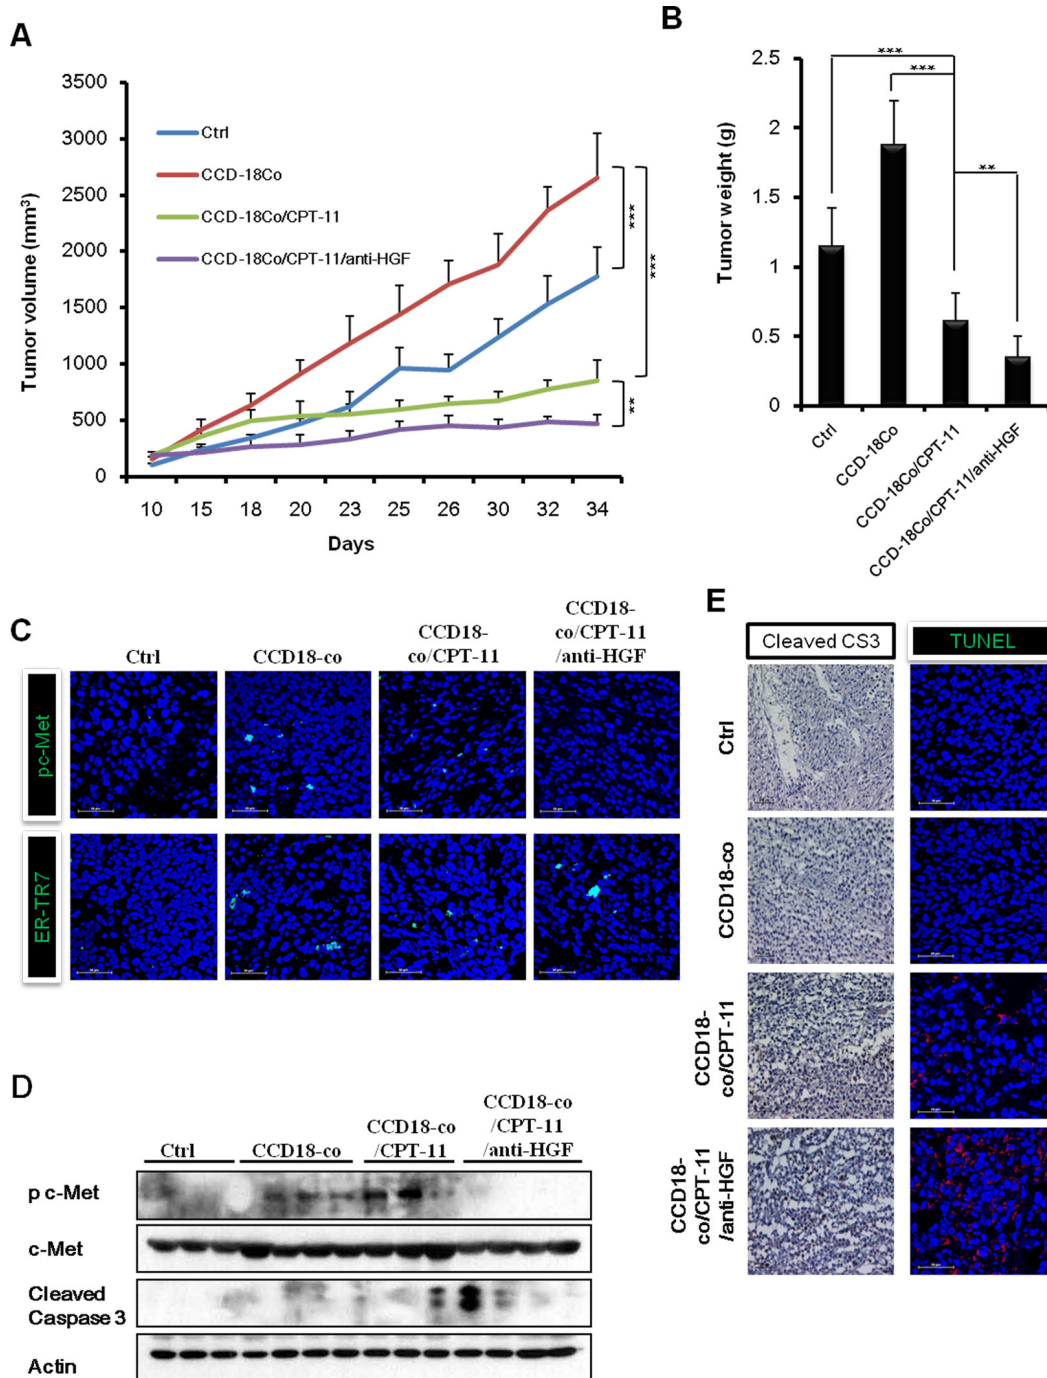 A
3500
3000
2500
2000
1500
1000
500
0
Tumor volume (mm³)
Ctrl
CCD-18Co
CCD-18Co/CPT-11
CCD-18Co/CPT-11/anti-HGF
***
***
**
10 15 18 20 23 25 26 30 32 34
Days
B
2.5
2
1.5
1
0.5
0
Tumor weight (g)
***
***
**
Ctrl
CCD-18Co
CCD-18Co/CPT-11
CCD-18Co/CPT-11/anti-HGF
C
Ctrl
CCD18-co
CCD18-
co/CPT-11
CCD18-
co/CPT-11
/anti-HGF
pc-Met
ER-TR7
D
Ctrl
CCD18-co
CCD18-co
/CPT-11
CCD18-co
/CPT-11
/anti-HGF
p c-Met
c-Met
Cleaved
Caspase 3
Actin
E
Cleaved CS3
TUNEL
Ctrl
CCD18-co
CCD18-
co/CPT-11
CCD18-
co/CPT-11
/anti-HGF